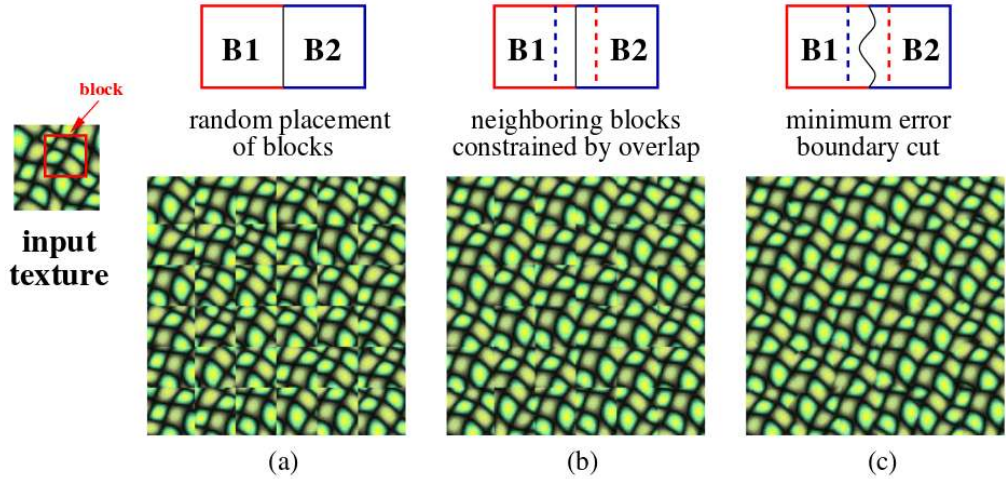 block
input
texture
B1 B2
random placement
of blocks
(a)
B1 B2
neighboring blocks
constrained by overlap
(b)
B1 B2
minimum error
boundary cut
(c)